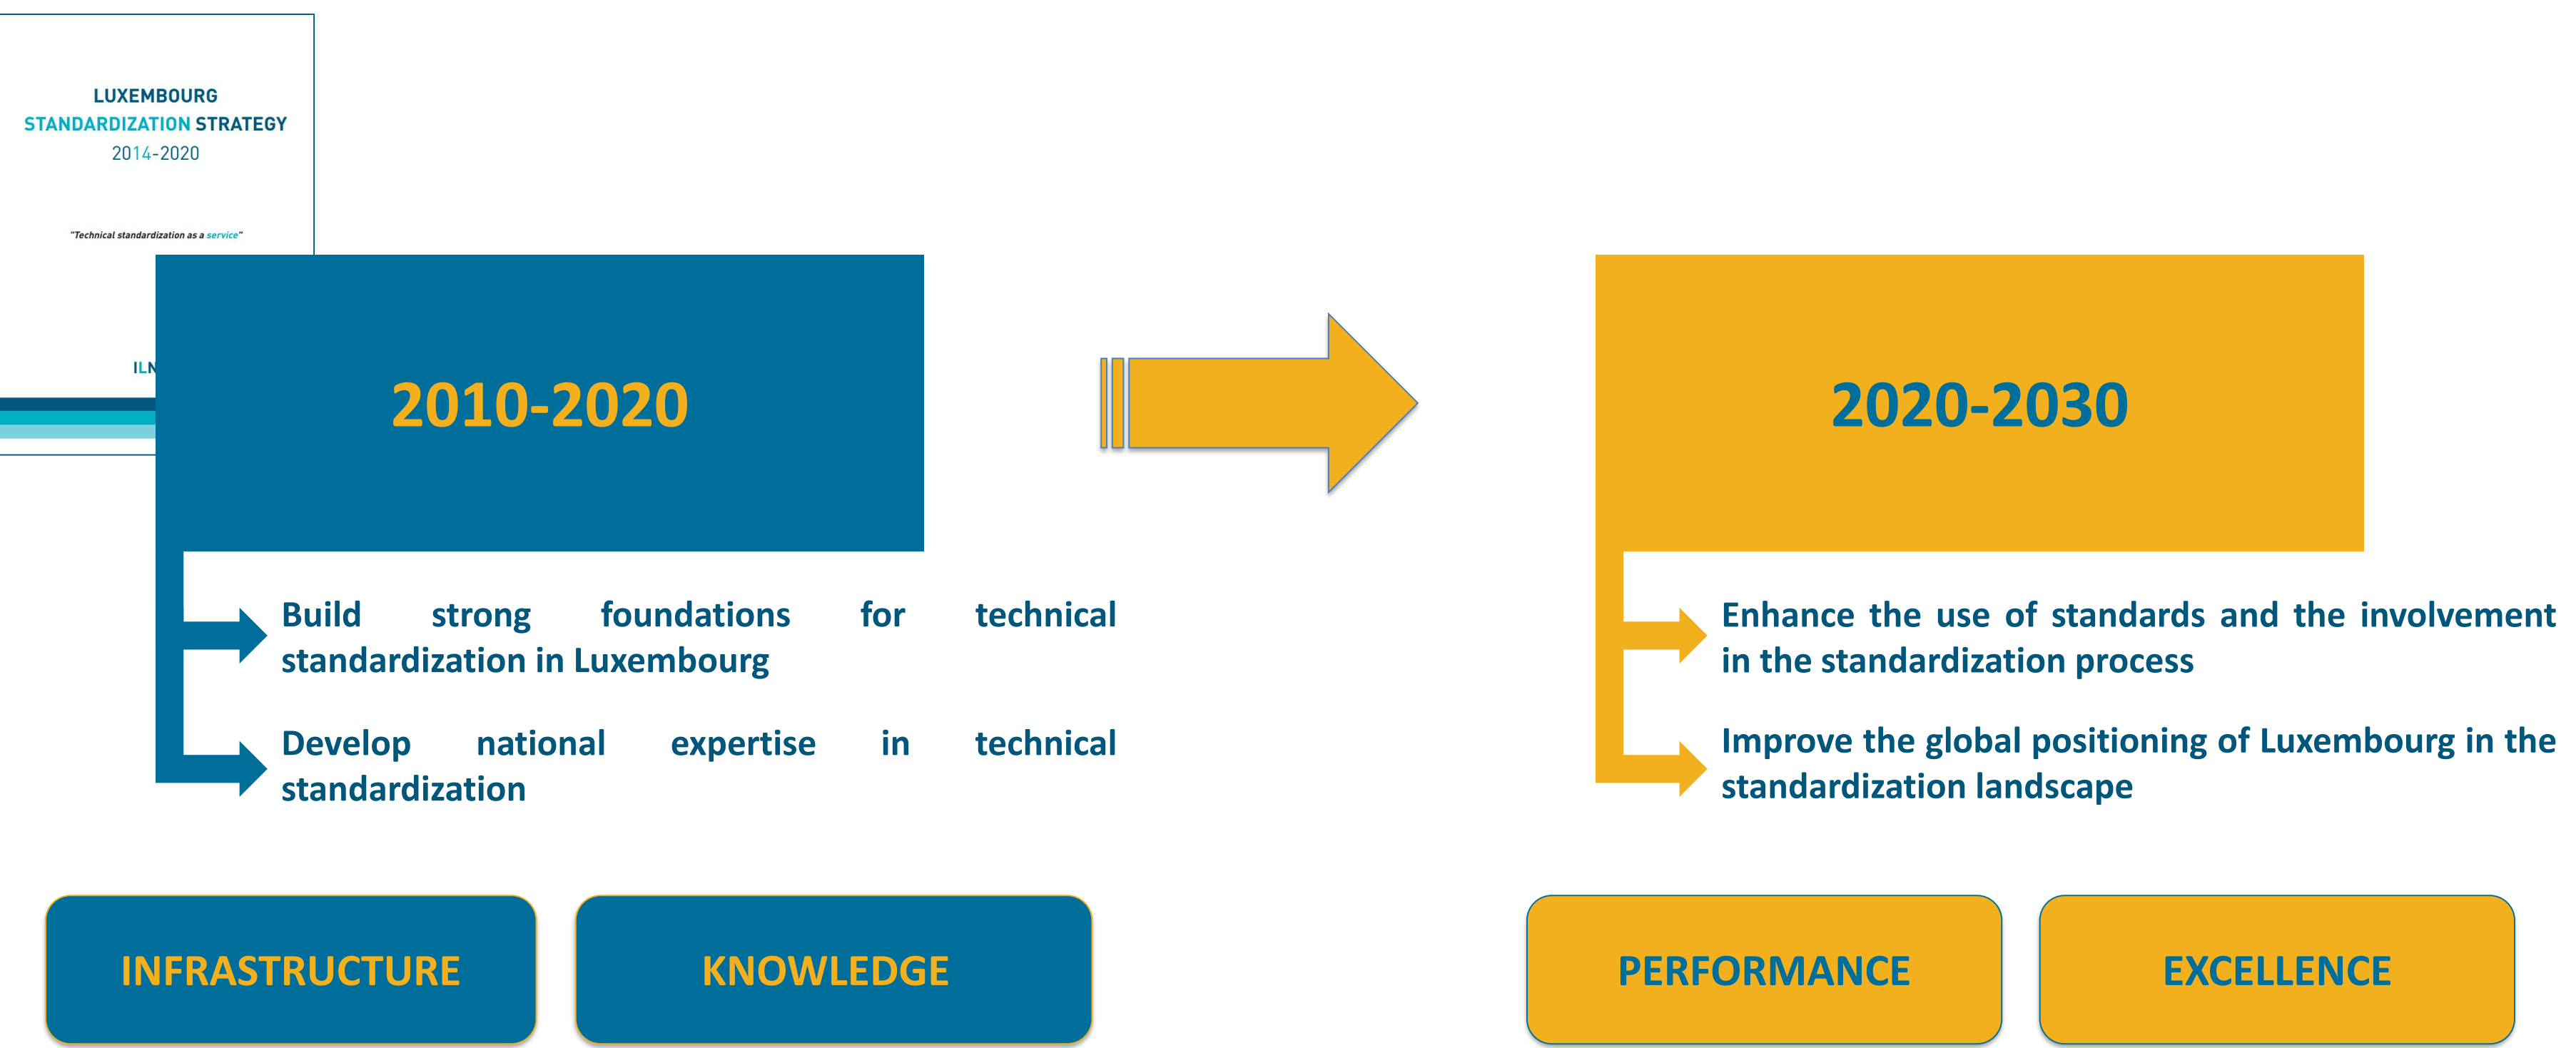 LUXEMBOURG
STANDARDIZATION STRATEGY
2014-2020
"Technical standardization as a service"
ILN
2010-2020
Build strong foundations for technical
standardization in Luxembourg
Develop national expertise in technical
standardization
INFRASTRUCTURE
KNOWLEDGE
2020-2030
Enhance the use of standards and the involvement
in the standardization process
Improve the global positioning of Luxembourg in the
standardization landscape
PERFORMANCE
EXCELLENCE